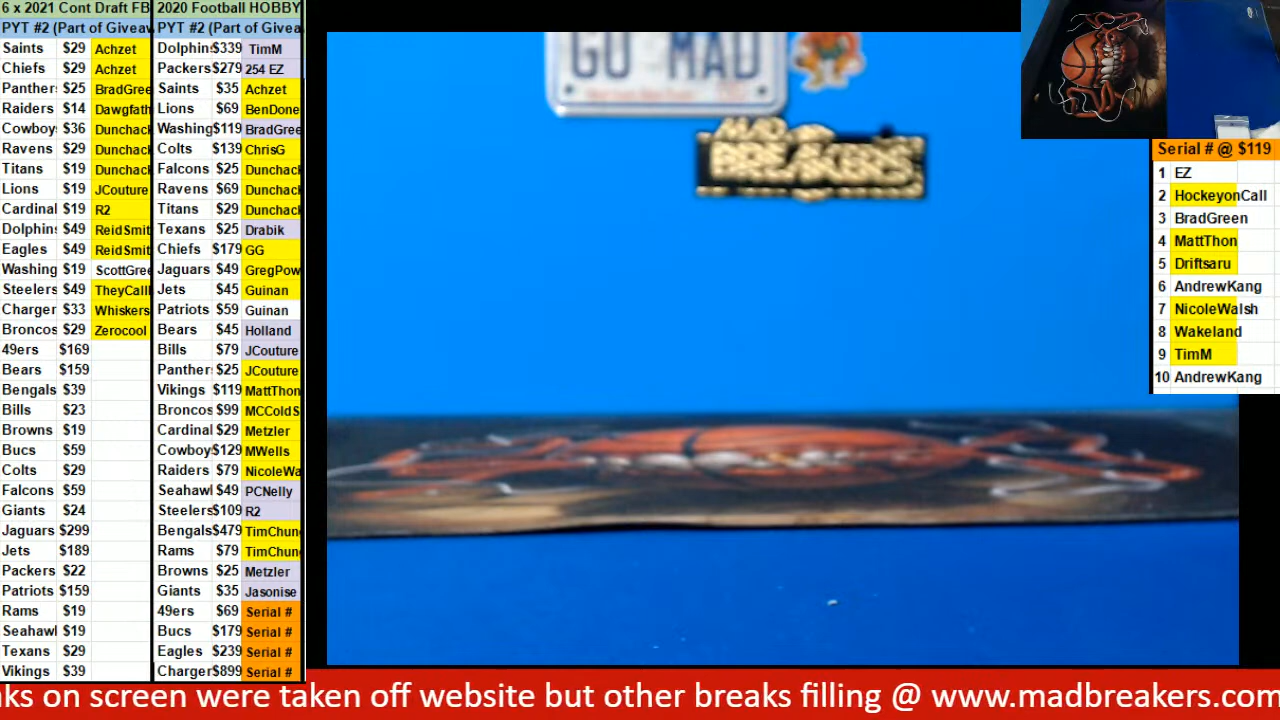 6 x 2021 Cont Draft FB
PYT #2 (Part of Giveav
Saints $29 Achzet
Chiefs $29 Achzet
Panther: $25 BradGree
Raiders $14 Dawgfath
Cowboy: $36 Dunchack
Ravens $29 Dunchack
Titans $19 Dunchack
Lions $19 JCouture
Cardinal $19 R2
Dolphin: $49 ReidSmit
Eagles $49 ReidSmit
Washing $19 ScottGree
Steelers $49 TheyCallI
Charger $33 Whiskers
Broncos $29 Zerocool
49ers $169
Bears $159
Bengals $39
Bills $23
Browns $19
Bucs $59
Colts $29
Falcons $59
Giants $24
Jaguars $299
Jets $189
Packers $22
Patriots $159
Rams $19
Seahawl $19
Texans $29
Vikings $39
2020 Football HOBBY
PYT #2 (Part of Givea
Dolphins $339 TimM
Packers $279 254 EZ
Saints $35 Achzet
Lions $69 BenDone
Washing $119 BradGree
Colts $139 ChrisG
Falcons $25 Dunchack
Ravens $69 Dunchack
Titans $29 Dunchack
Texans $25 Drabik
Chiefs $179 GG
Jaguars $49 GregPow
Jets $45 Guinan
Patriots $59 Guinan
Bears $45 Holland
Bills $79 JCouture
Panther: $25 JCouture
Vikings $119 MattThon
Broncos $99 MCColdS
Cardinal $29 Metzler
Cowboy $129 MWells
Raiders $79 NicoleWa
Seahawl $49 PCNelly
Steelers $109 R2
Bengals $479 TimChun
Rams $79 TimChun
Browns $25 Metzler
Giants $35 Jasonise
49ers $69 Serial #
Bucs $179 Serial #
Eagles $239 Serial #
Charger $899 Serial #
GO MAD
MAD
BREAKERS
Serial # @ $119
1 EZ
2 HockeyonCall
3 BradGreen
4 MattThon
5 Driftsaru
6 AndrewKang
7 NicoleWalsh
8 Wakeland
9 TimM
10 AndrewKang
ks on screen were taken off website but other breaks filling @ www.madbreakers.com